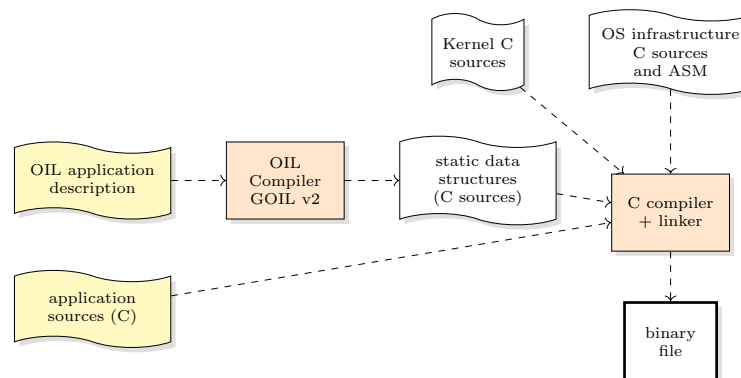 Kernel C
sources
OS infrastructure
C sources
and ASM
OIL application
description
OIL
Compiler
GOIL v2
static data
structures
(C sources)
C compiler
+ linker
application
sources (C)
binary
file